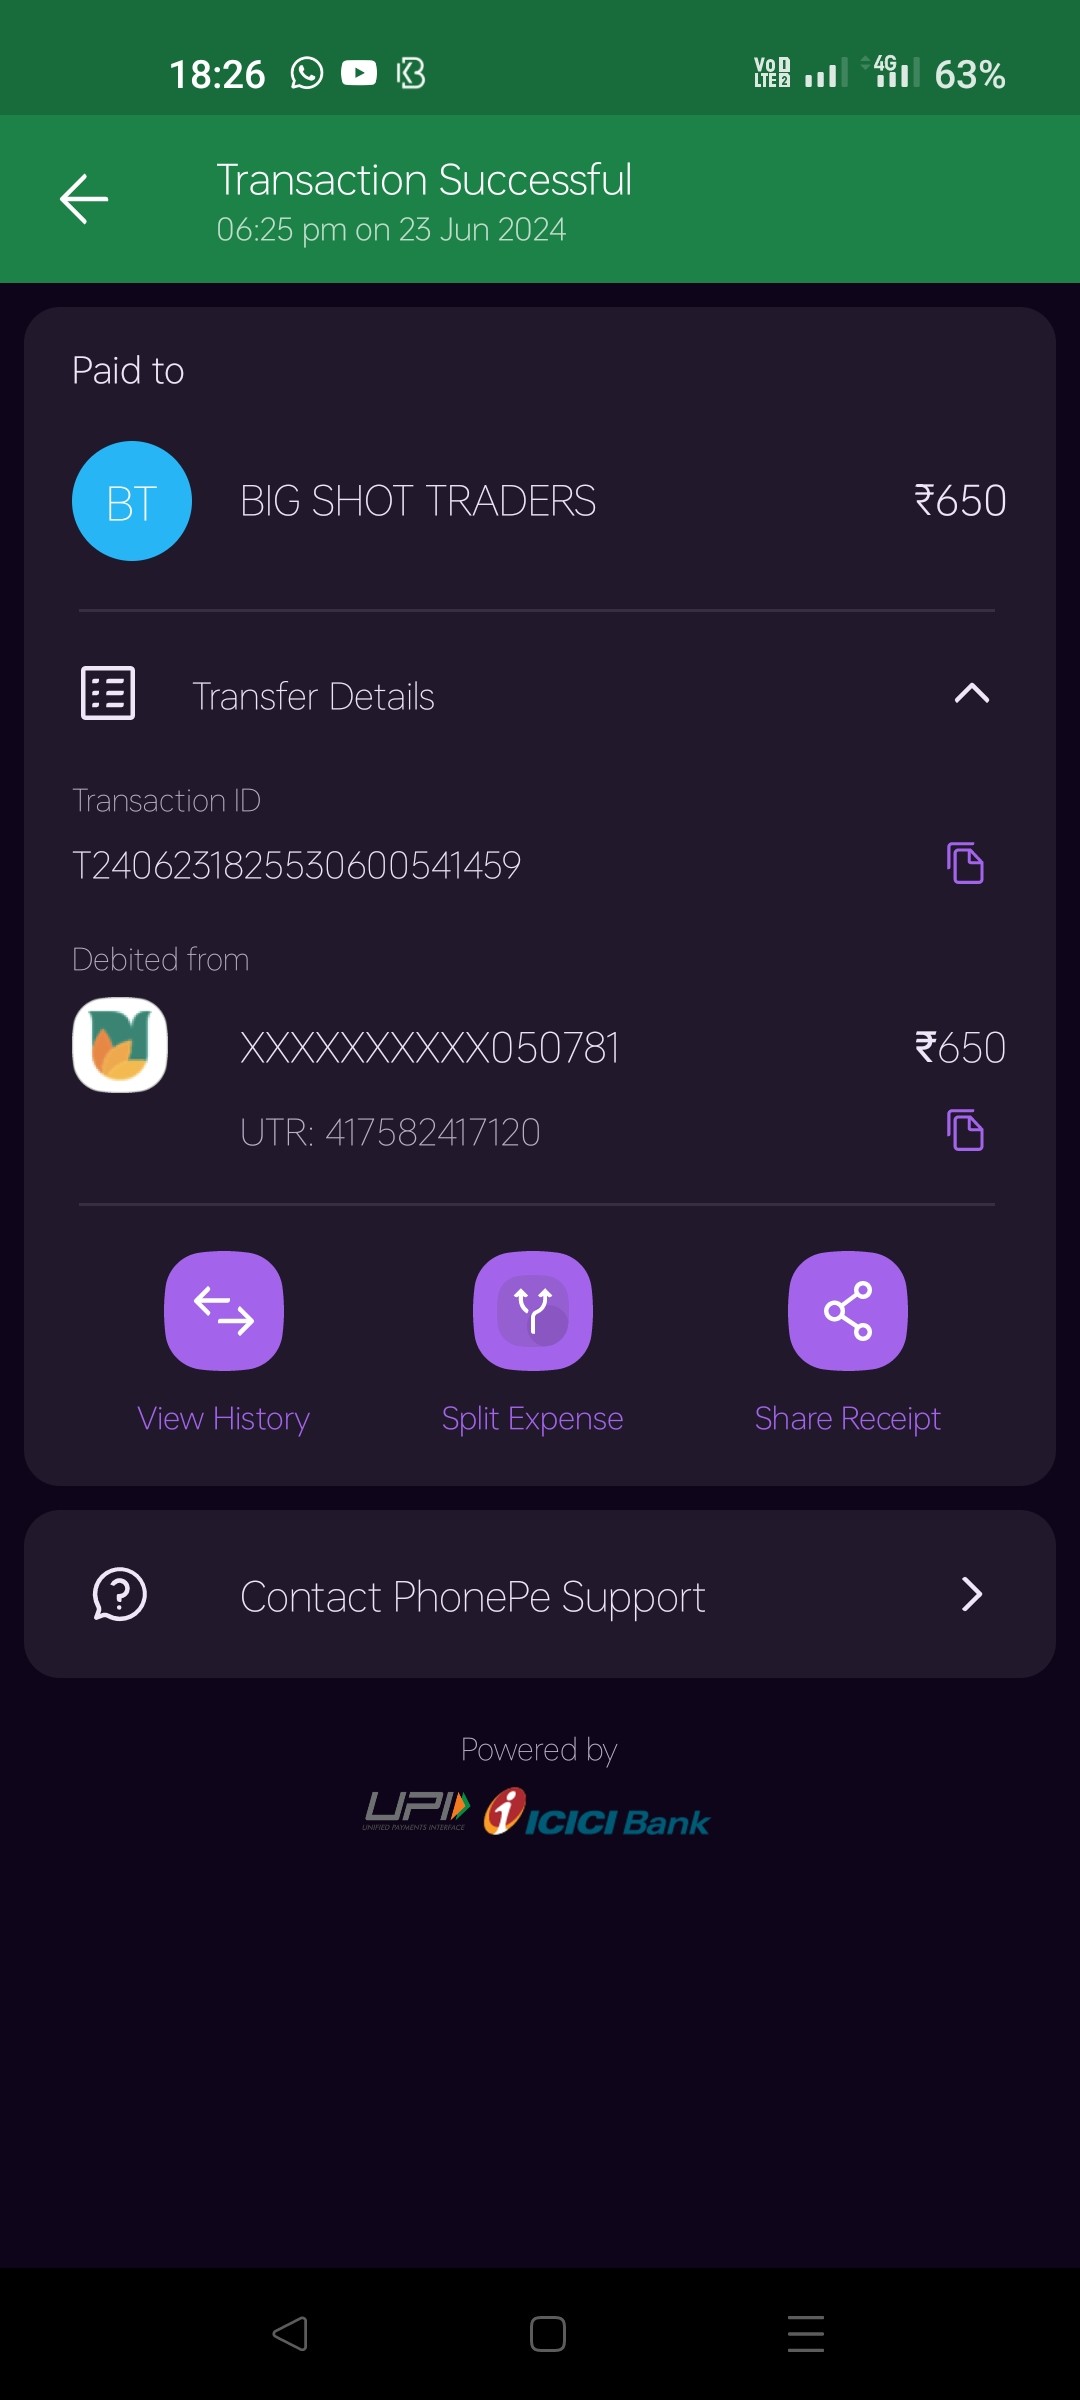 18:26
VoD LTE2 4G 63%
Transaction Successful
06:25 pm on 23 Jun 2024
Paid to
BT
BIG SHOT TRADERS
₹650
Transfer Details
Transaction ID
T2406231825530600541459
Debited from
XXXXXXXXXX050781
₹650
UTR: 417582417120
View History
Split Expense
Share Receipt
Contact PhonePe Support
Powered by
UPI
UNIFIED PAYMENTS INTERFACE
ICICI Bank